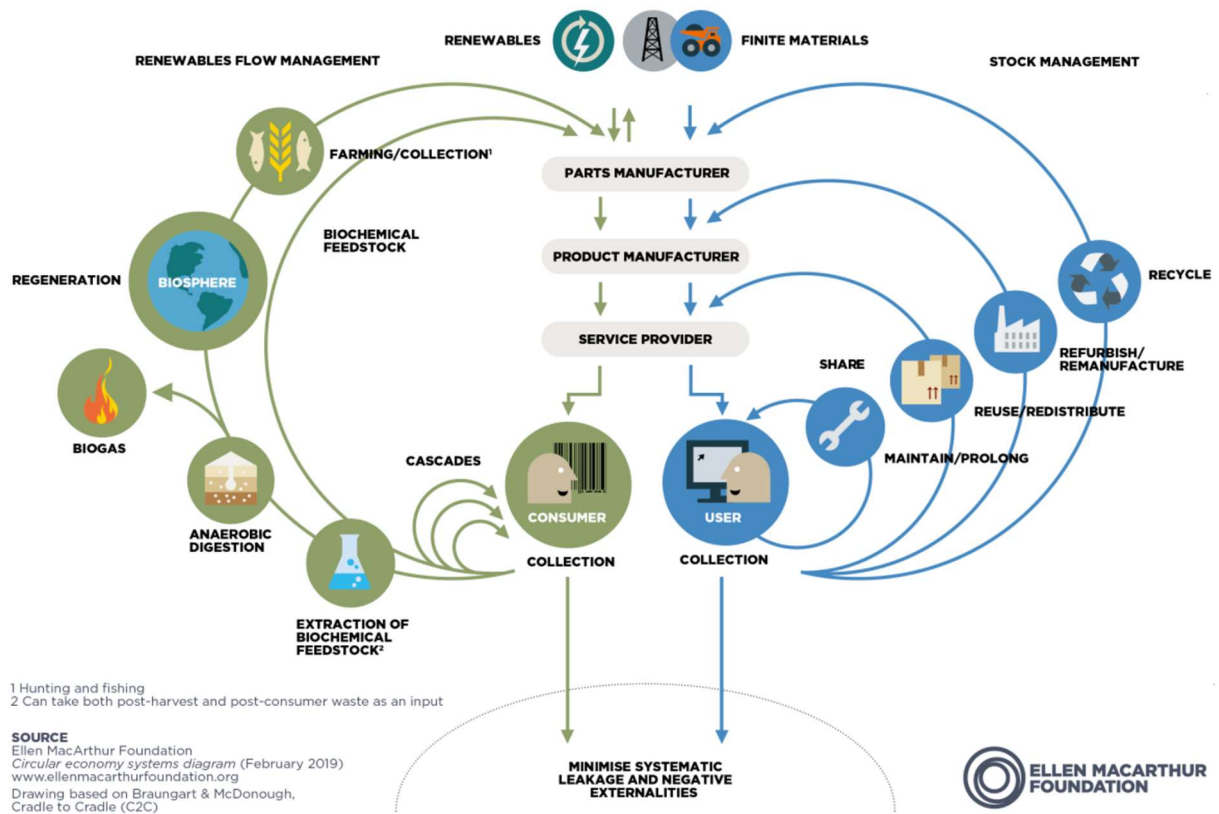 RENEWABLES
FINITE MATERIALS
RENEWABLES FLOW MANAGEMENT
STOCK MANAGEMENT
FARMING/COLLECTION¹
PARTS MANUFACTURER
BIOCHEMICAL
FEEDSTOCK
PRODUCT MANUFACTURER
REGENERATION
BIOSPHERE
RECYCLE
SERVICE PROVIDER
SHARE
REFURBISH/
REMANUFACTURE
REUSE/REDISTRIBUTE
BIOGAS
CASCADES
MAINTAIN/PROLONG
CONSUMER
USER
ANAEROBIC
DIGESTION
COLLECTION
COLLECTION
EXTRACTION OF
BIOCHEMICAL
FEEDSTOCK²
1 Hunting and fishing
2 Can take both post-harvest and post-consumer waste as an input
SOURCE
Ellen MacArthur Foundation
Circular economy systems diagram (February 2019)
www.ellenmacarthurfoundation.org
Drawing based on Braungart & McDonough,
Cradle to Cradle (C2C)
MINIMISE SYSTEMATIC
LEAKAGE AND NEGATIVE
EXTERNALITIES
ELLEN MACARTHUR
FOUNDATION